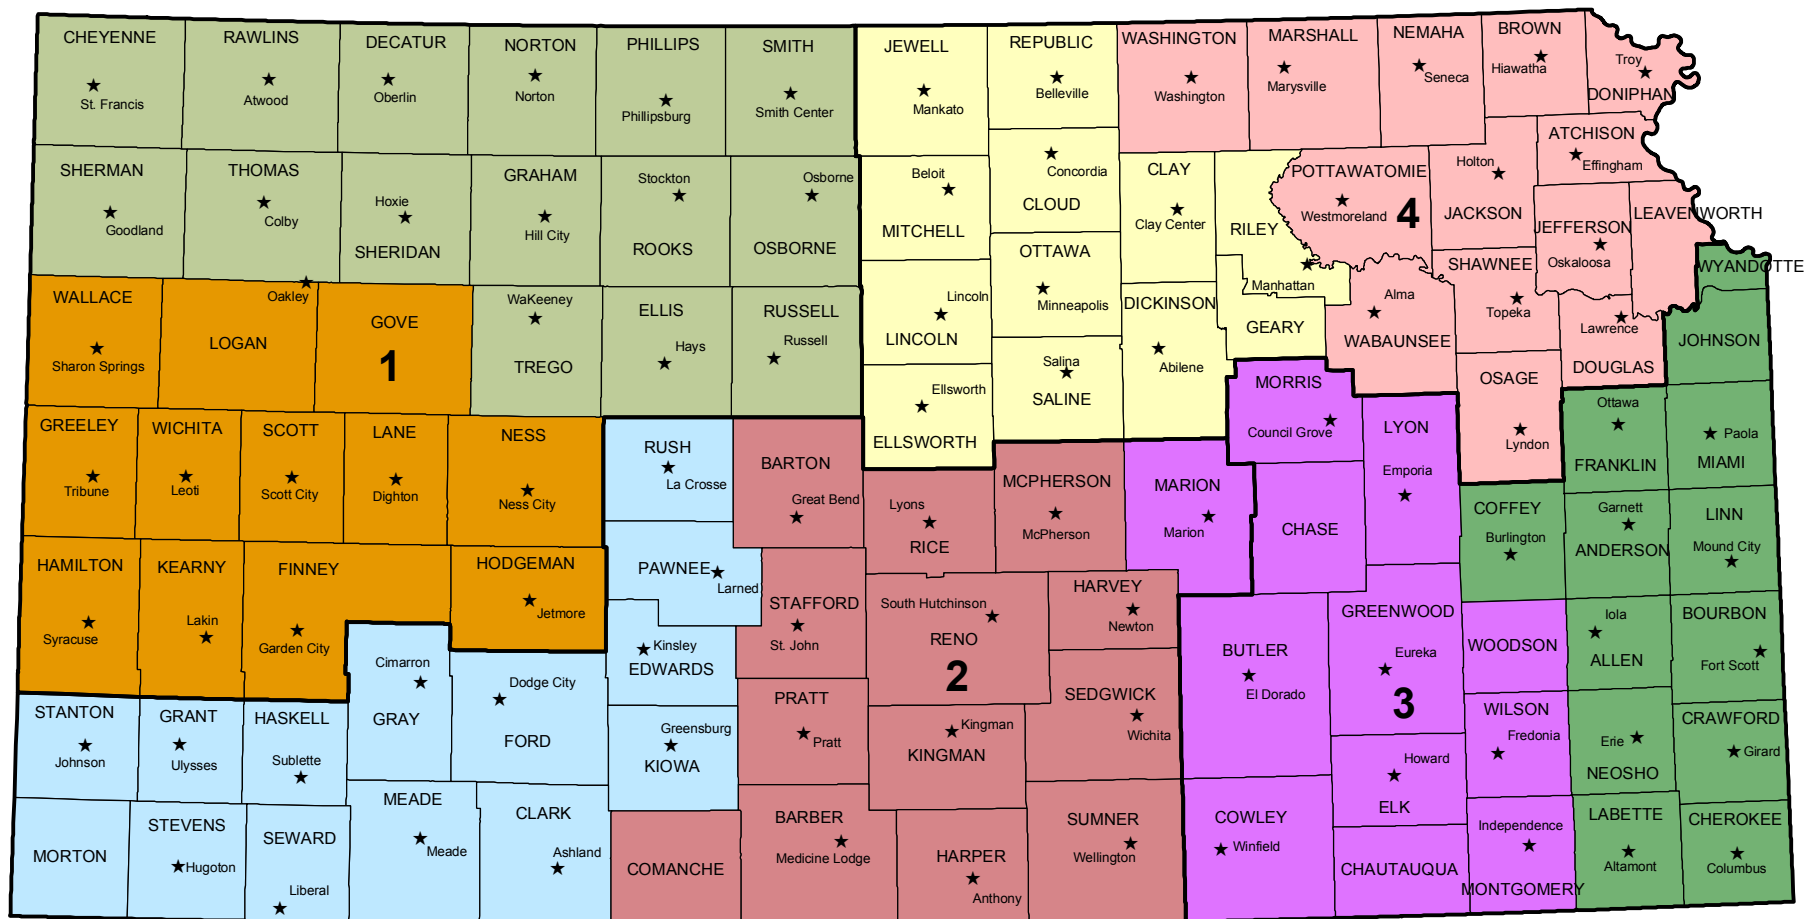 CHEYENNE
St. Francis
RAWLINS
Atwood
DECATUR
Oberlin
NORTON
Norton
PHILLIPS
Phillipsburg
SMITH
Smith Center
JEWELL
Mankato
REPUBLIC
Belleville
WASHINGTON
Washington
MARSHALL
Marysville
NEMAHA
Seneca
BROWN
Hiawatha
Troy
DONIPHAN
SHERMAN
Goodland
THOMAS
Colby
Hoxie
SHERIDAN
GRAHAM
Hill City
Stockton
ROOKS
Osborne
OSBORNE
Beloit
MITCHELL
Concordia
CLOUD
CLAY
Clay Center
RILEY
Manhattan
POTTAWATOMIE
Westmoreland
4
Holton
JACKSON
ATCHISON
Effingham
JEFFERSON
Oskaloosa
LEAVENWORTH
WYANDOTTE
WALLACE
Sharon Springs
Oakley
LOGAN
GOVE
1
WaKeeney
TREGO
ELLIS
Hays
RUSSELL
Russell
Lincoln
LINCOLN
OTTAWA
Minneapolis
DICKINSON
Abilene
GEARY
Alma
WABAUNSEE
SHAWNEE
Topeka
Lawrence
DOUGLAS
JOHNSON
Ellsworth
ELLSWORTH
Salina
SALINE
MORRIS
Council Grove
LYON
Emporia
OSAGE
Lyndon
Ottawa
FRANKLIN
Paola
MIAMI
GREELEY
Tribune
WICHITA
Leoti
SCOTT
Scott City
LANE
Dighton
NESS
Ness City
RUSH
La Crosse
BARTON
Great Bend
Lyons
RICE
MCPHERSON
McPherson
MARION
Marion
CHASE
COFFEY
Burlington
Garnett
ANDERSON
LINN
Mound City
HAMILTON
Syracuse
KEARNY
Lakin
FINNEY
Garden City
HODGEMAN
Jetmore
PAWNEE
Larned
STAFFORD
St. John
South Hutchinson
RENO
2
HARVEY
Newton
BUTLER
El Dorado
GREENWOOD
Eureka
3
WOODSON
Iola
ALLEN
BOURBON
Fort Scott
Cimarron
GRAY
Dodge City
FORD
Kinsley
EDWARDS
PRATT
Pratt
Kingman
KINGMAN
SEDGWICK
Wichita
WILSON
Fredonia
Erie
NEOSHO
CRAWFORD
Girard
STANTON
Johnson
GRANT
Ulysses
HASKELL
Sublette
Greensburg
KIOWA
Howard
ELK
MORTON
STEVENS
Hugoton
SEWARD
Liberal
MEADE
Meade
CLARK
Ashland
COMANCHE
BARBER
Medicine Lodge
HARPER
Anthony
SUMNER
Wellington
COWLEY
Winfield
CHAUTAUQUA
Independence
MONTGOMERY
LABETTE
Altamont
CHEROKEE
Columbus